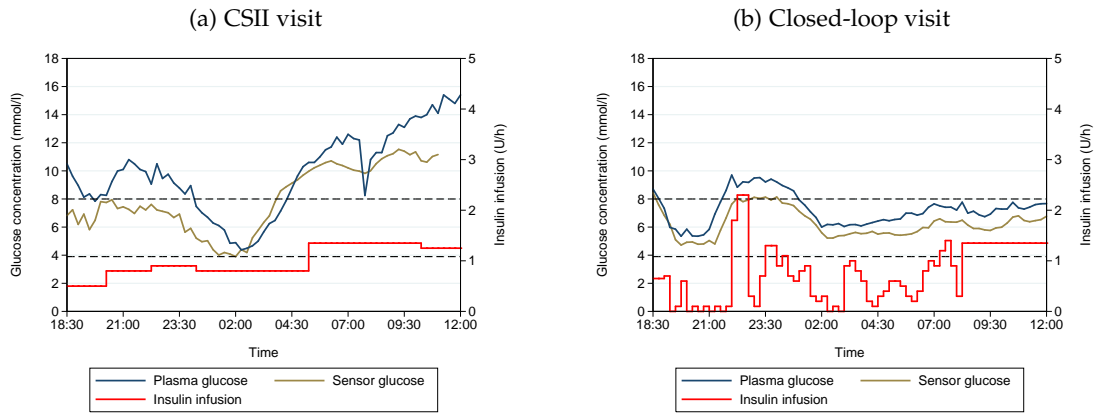 (a) CSII visit
Glucose concentration (mmol/l)
18
16
14
12
10
8
6
4
2
0
5
4
3
2
1
0
Insulin infusion (U/h)
18:30 21:00 23:30 02:00 04:30 07:00 09:30 12:00
Time
Plasma glucose Sensor glucose
Insulin infusion
(b) Closed-loop visit
Glucose concentration (mmol/l)
18
16
14
12
10
8
6
4
2
0
5
4
3
2
1
0
Insulin infusion (U/h)
18:30 21:00 23:30 02:00 04:30 07:00 09:30 12:00
Time
Plasma glucose Sensor glucose
Insulin infusion